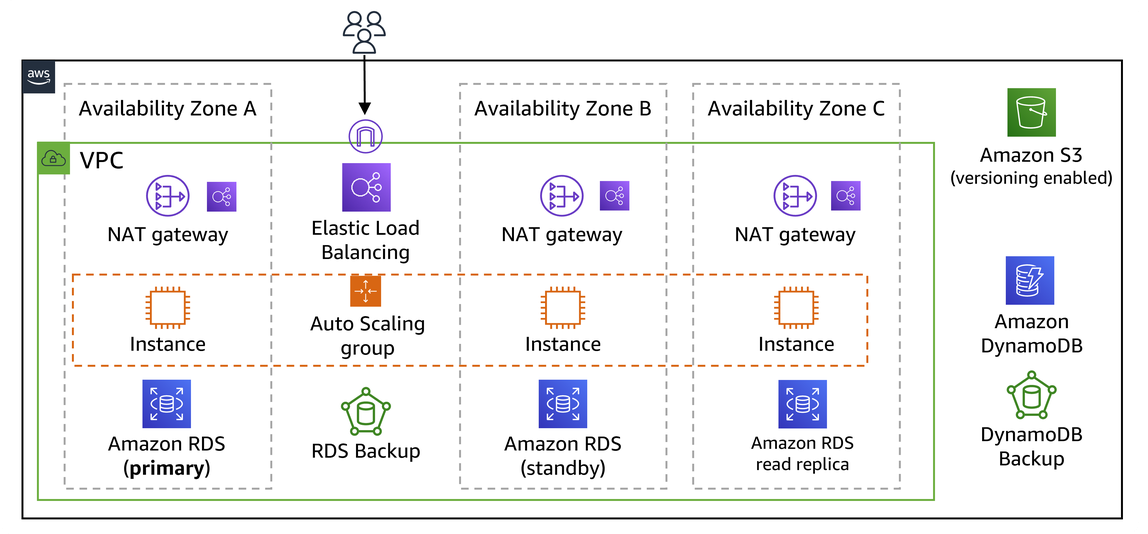 aws
Availability Zone A
Availability Zone B
Availability Zone C
VPC
Amazon S3
(versioning enabled)
NAT gateway
Elastic Load
Balancing
NAT gateway
NAT gateway
Instance
Auto Scaling
group
Instance
Instance
Amazon
DynamoDB
Amazon RDS
(primary)
RDS Backup
Amazon RDS
(standby)
Amazon RDS
read replica
DynamoDB
Backup